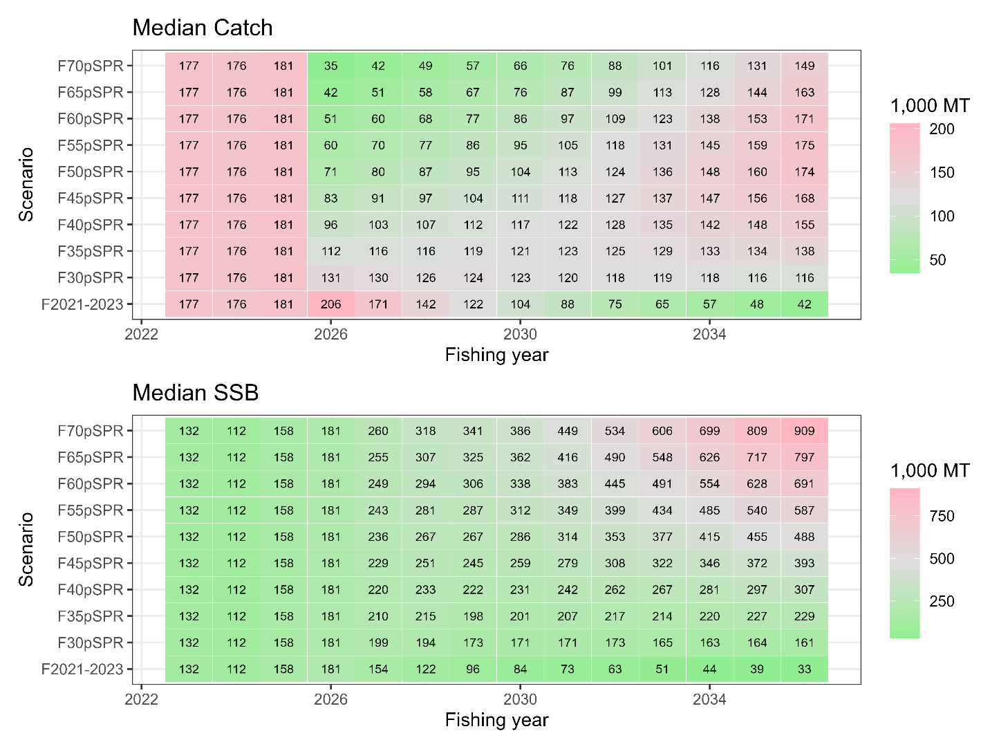 Median Catch
F70pSPR 177 176 181 35 42 49 57 66 76 88 101 116 131 149
F65pSPR 177 176 181 42 51 58 67 76 87 99 113 128 144 163
F60pSPR 177 176 181 51 60 68 77 86 97 109 123 138 153 171
F55pSPR 177 176 181 60 70 77 86 95 105 118 131 145 159 175
F50pSPR 177 176 181 71 80 87 95 104 113 124 136 148 160 174
F45pSPR 177 176 181 83 91 97 104 111 118 127 137 147 156 168
F40pSPR 177 176 181 96 103 107 112 117 122 128 135 142 148 155
F35pSPR 177 176 181 112 116 116 119 121 123 125 129 133 134 138
F30pSPR 177 176 181 131 130 126 124 123 120 118 119 118 116 116
F2021-2023 177 176 181 206 171 142 122 104 88 75 65 57 48 42
2022 2026 2030 2034
Fishing year
Scenario
1,000 MT
200
150
100
50
Median SSB
F70pSPR 132 112 158 181 260 318 341 386 449 534 606 699 809 909
F65pSPR 132 112 158 181 255 307 325 362 416 490 548 626 717 797
F60pSPR 132 112 158 181 249 294 306 338 383 445 491 554 628 691
F55pSPR 132 112 158 181 243 281 287 312 349 399 434 485 540 587
F50pSPR 132 112 158 181 236 267 267 286 314 353 377 415 455 488
F45pSPR 132 112 158 181 229 251 245 259 279 308 322 346 372 393
F40pSPR 132 112 158 181 220 233 222 231 242 262 267 281 297 307
F35pSPR 132 112 158 181 210 215 198 201 207 217 214 220 227 229
F30pSPR 132 112 158 181 199 194 173 171 171 173 165 163 164 161
F2021-2023 132 112 158 181 154 122 96 84 73 63 51 44 39 33
2022 2026 2030 2034
Fishing year
Scenario
1,000 MT
750
500
250